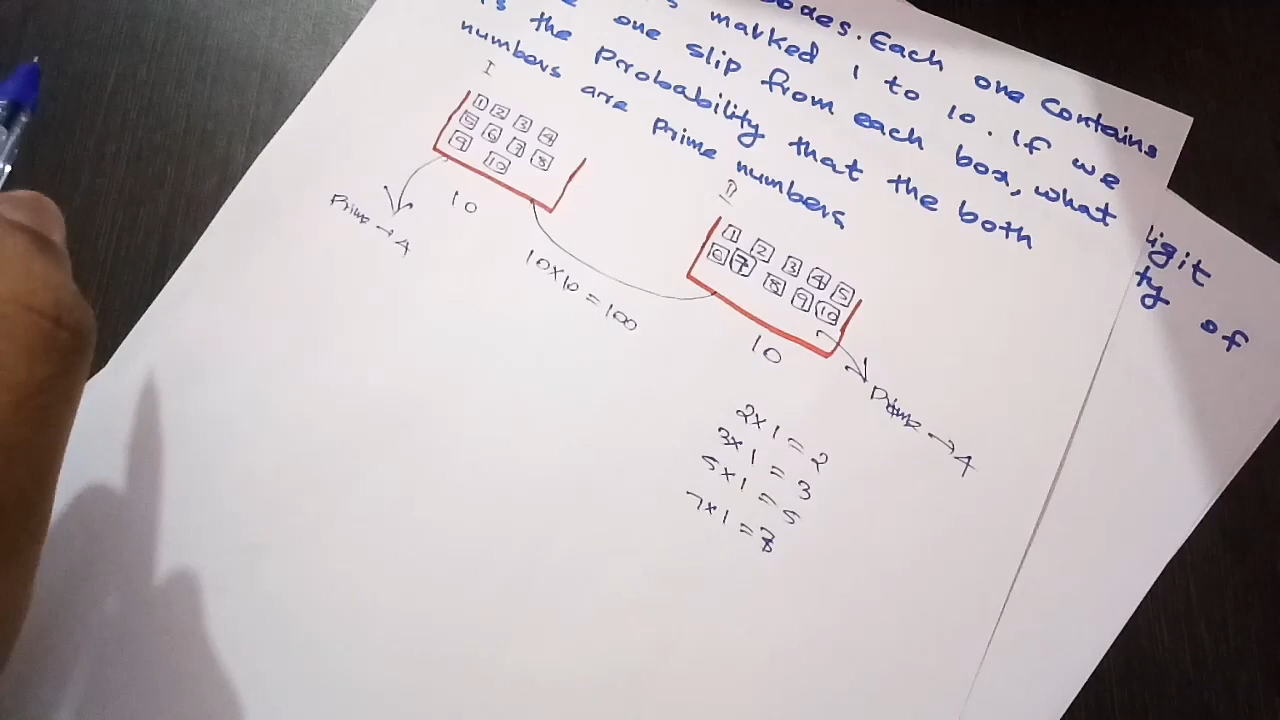 boxes. Each one contains
marked 1 to 10. If we
one slip from each box, what
is the Probability that the both
numbers are Prime numbers
I
1 2 3 4
5 6 7 8
9 10
10
Prime → 4
10 × 10 = 100
II
1 2 3 4 5
6 7 8 9 10
10
Prime → 4
2 × 1 = 2
3 × 1 = 3
5 × 1 = 5
7 × 1 =
digit
ty of